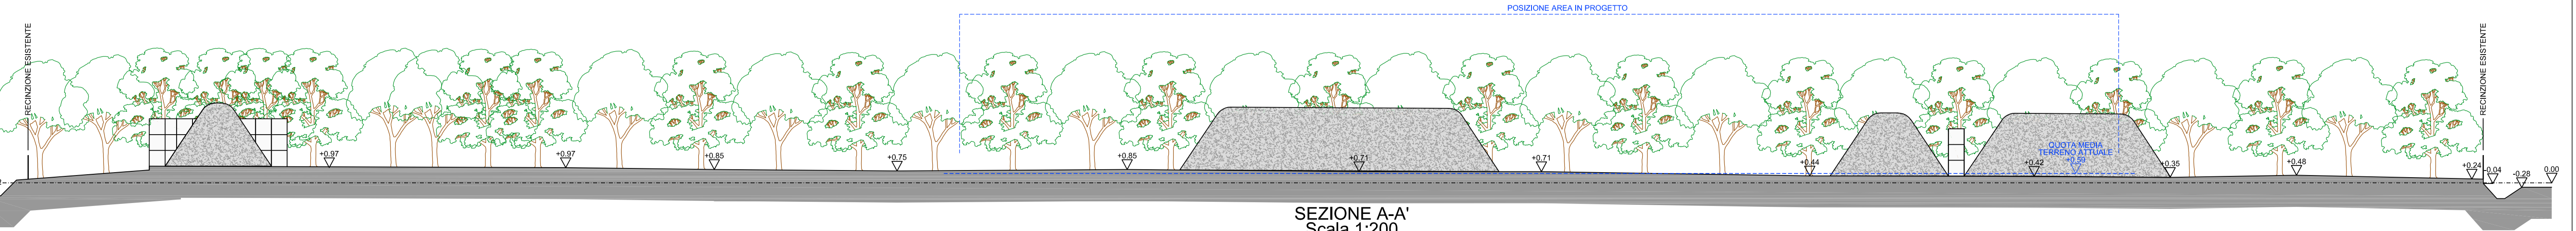 POSIZIONE AREA IN PROGETTO
RECINZIONE ESISTENTE
RECINZIONE ESISTENTE
+0.97
+0.97
+0.85
+0.75
+0.85
+0.71
+0.71
+0.44
QUOTA MEDIA
TERRENO ATTUALE
+0.59
+0.42
+0.35
+0.48
+0.24
-0.04
-0.28
0.00
SEZIONE A-A'
Scala 1:200